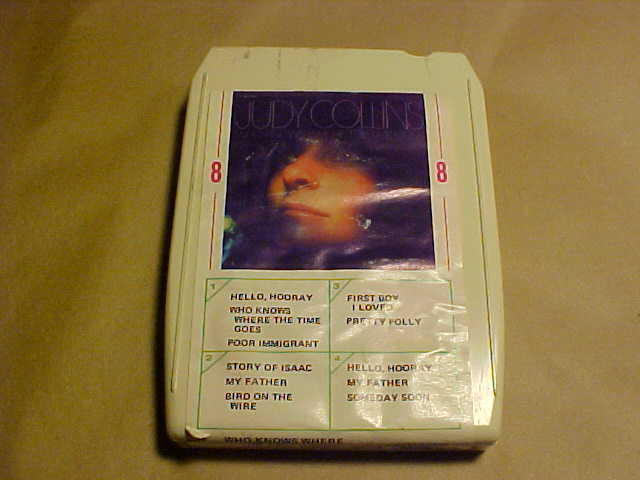 JUDY COLLINS
8 8
1
HELLO, HOORAY
WHO KNOWS
WHERE THE TIME
GOES
POOR IMMIGRANT
3
FIRST BOY
I LOVED
PRETTY POLLY
2
STORY OF ISAAC
MY FATHER
BIRD ON THE
WIRE
4
HELLO, HOORAY
MY FATHER
SOMEDAY SOON
WHO KNOWS WHERE